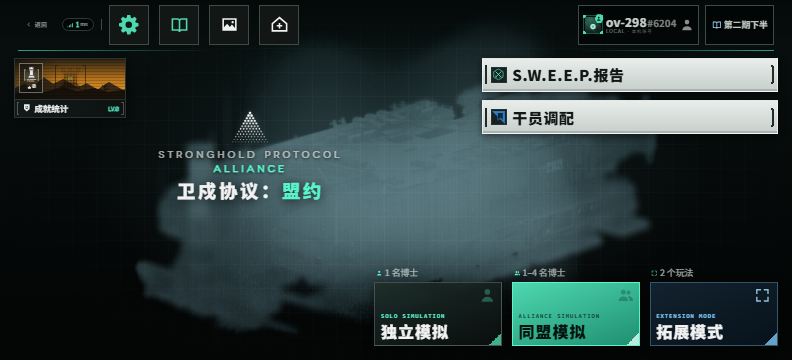 返回
1ms
ov-298#6204
LOCAL
第二期下半
成就统计
S.W.E.E.P.报告
干员调配
STRONGHOLD PROTOCOL
ALLIANCE
卫戍协议：盟约
1 名博士
1–4 名博士
2 个玩法
SOLO SIMULATION
独立模拟
ALLIANCE SIMULATION
同盟模拟
EXTENSION MODE
拓展模式